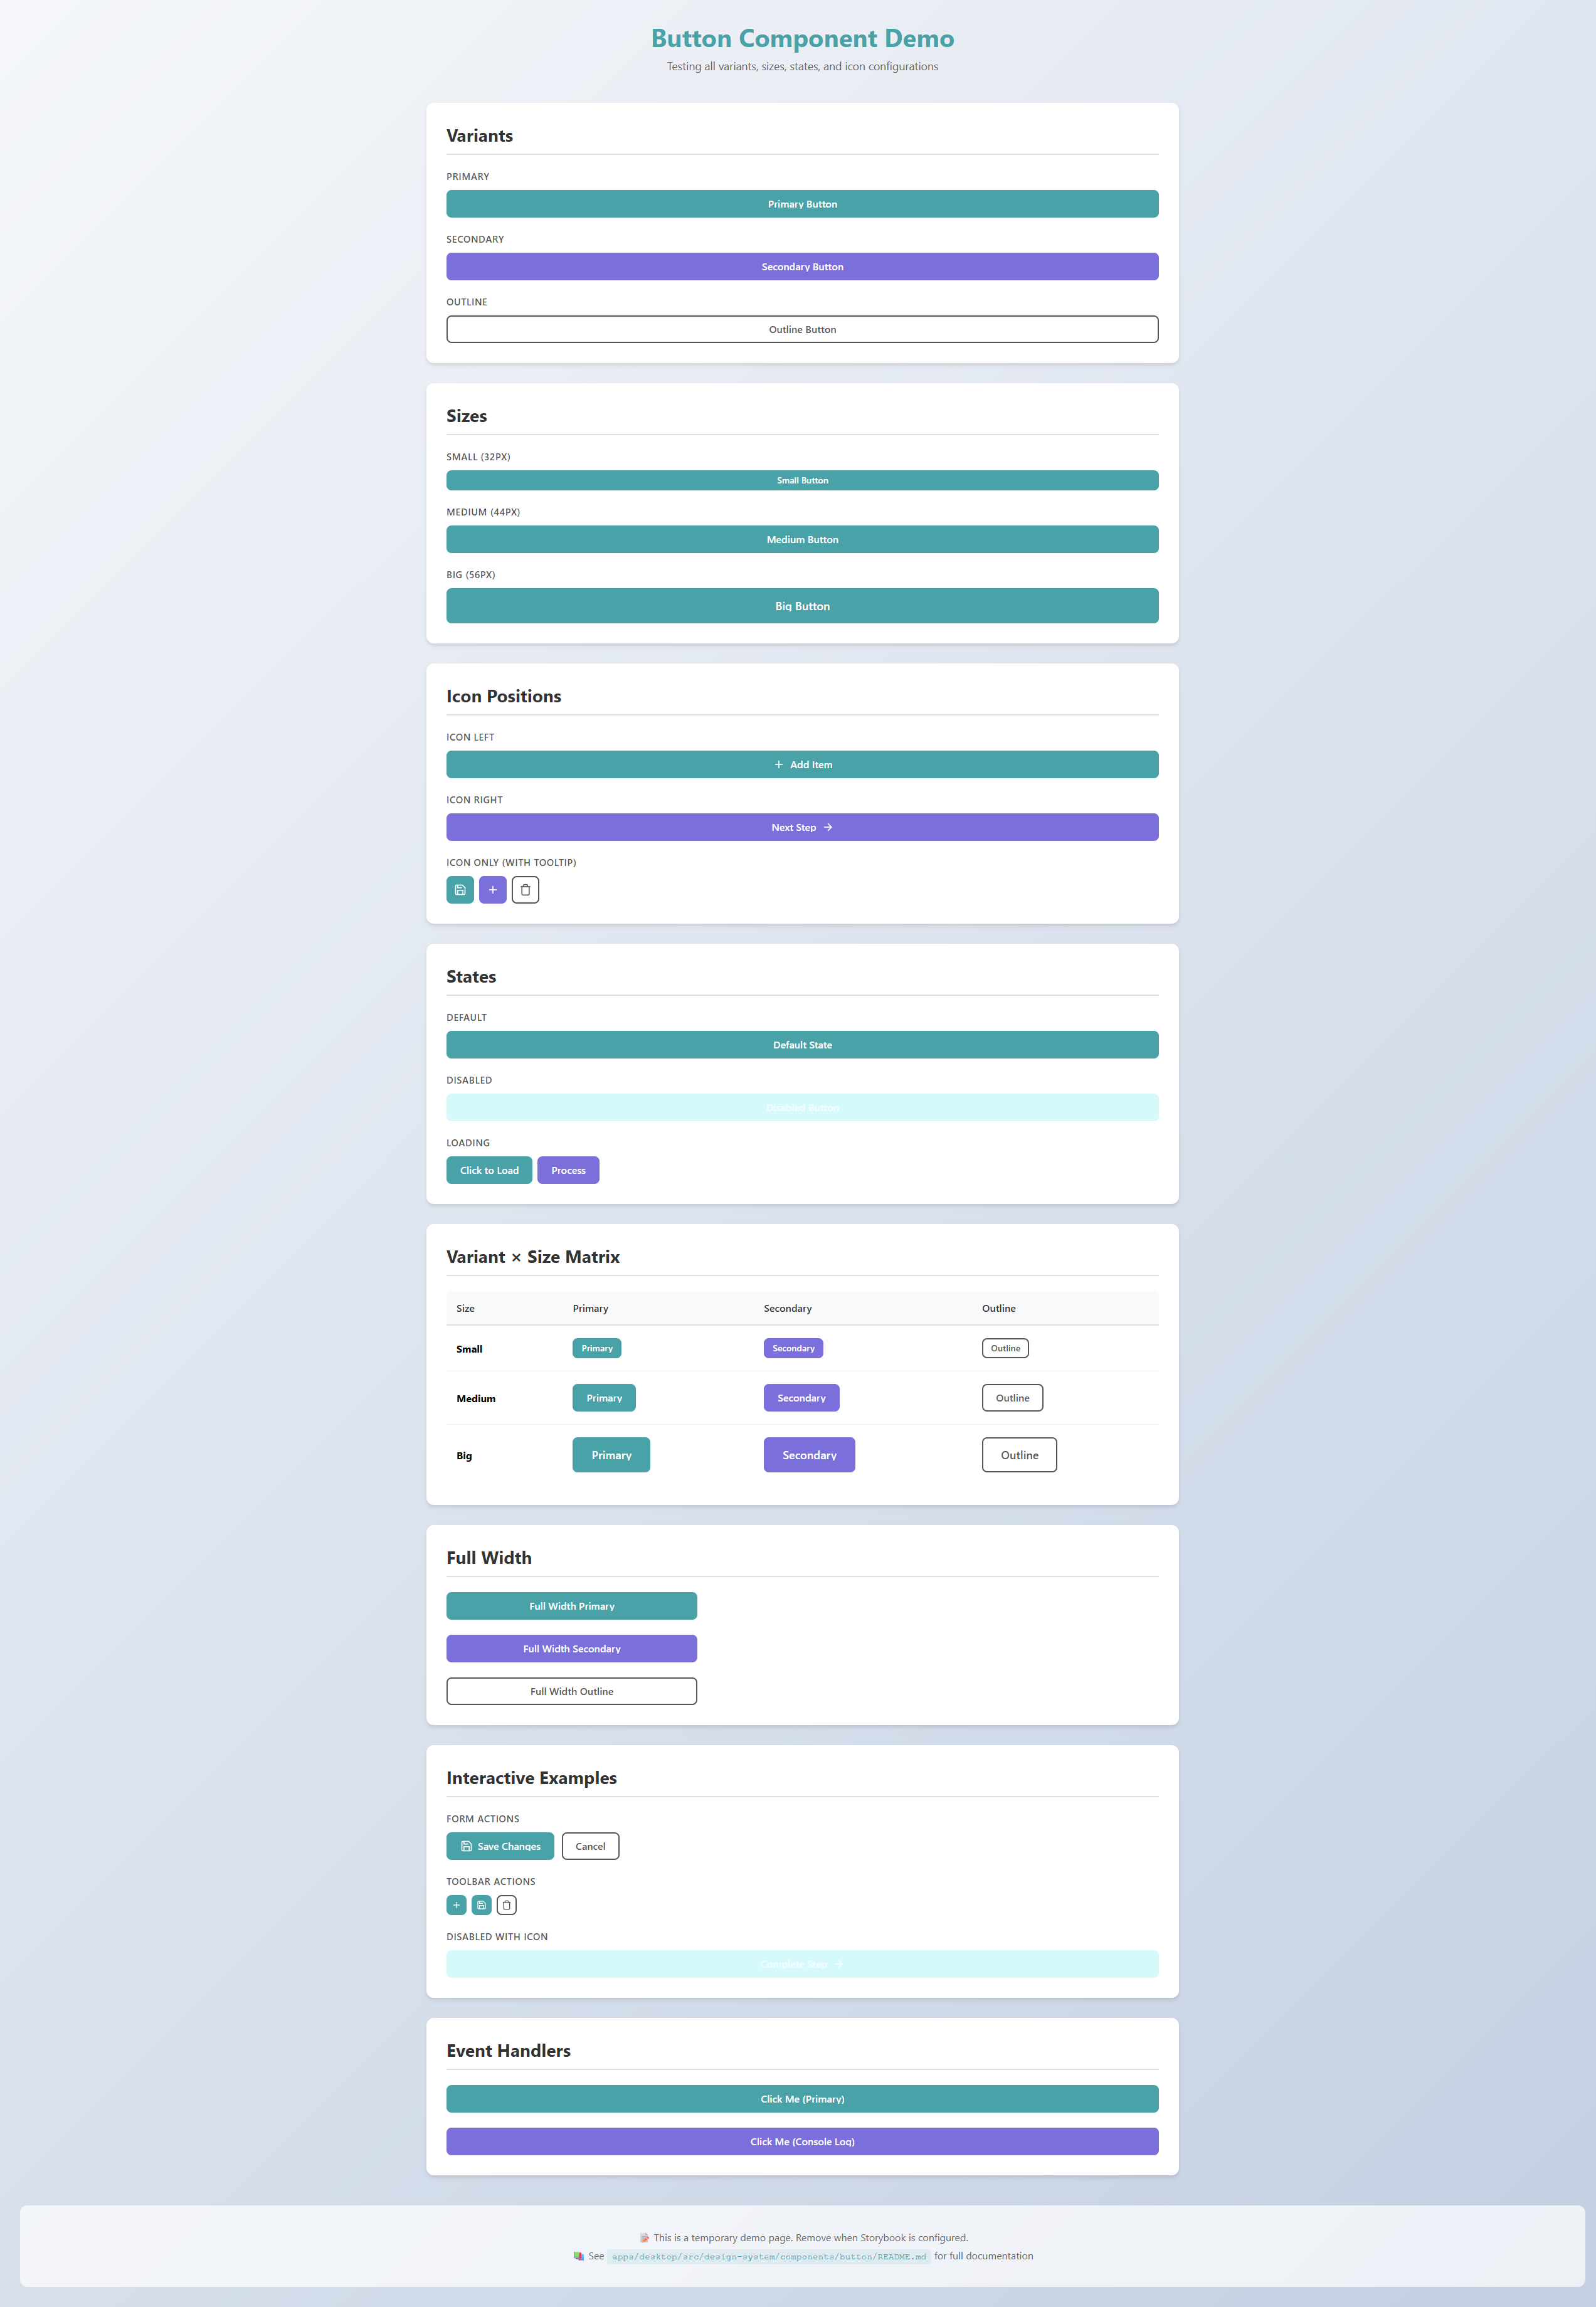 Button Component Demo
Testing all variants, sizes, states, and icon configurations
Variants
PRIMARY
Primary Button
SECONDARY
Secondary Button
OUTLINE
Outline Button
Sizes
SMALL (32PX)
Small Button
MEDIUM (44PX)
Medium Button
BIG (56PX)
Big Button
Icon Positions
ICON LEFT
Add Item
ICON RIGHT
Next Step
ICON ONLY (WITH TOOLTIP)
States
DEFAULT
Default State
DISABLED
Disabled Button
LOADING
Click to Load Process
Variant × Size Matrix
Size Primary Secondary Outline
Small Primary Secondary Outline
Medium Primary Secondary Outline
Big Primary Secondary Outline
Full Width
Full Width Primary
Full Width Secondary
Full Width Outline
Interactive Examples
FORM ACTIONS
Save Changes Cancel
TOOLBAR ACTIONS
DISABLED WITH ICON
Complete Step
Event Handlers
Click Me (Primary)
Click Me (Console Log)
This is a temporary demo page. Remove when Storybook is configured.
See apps/desktop/src/design-system/components/button/README.md for full documentation